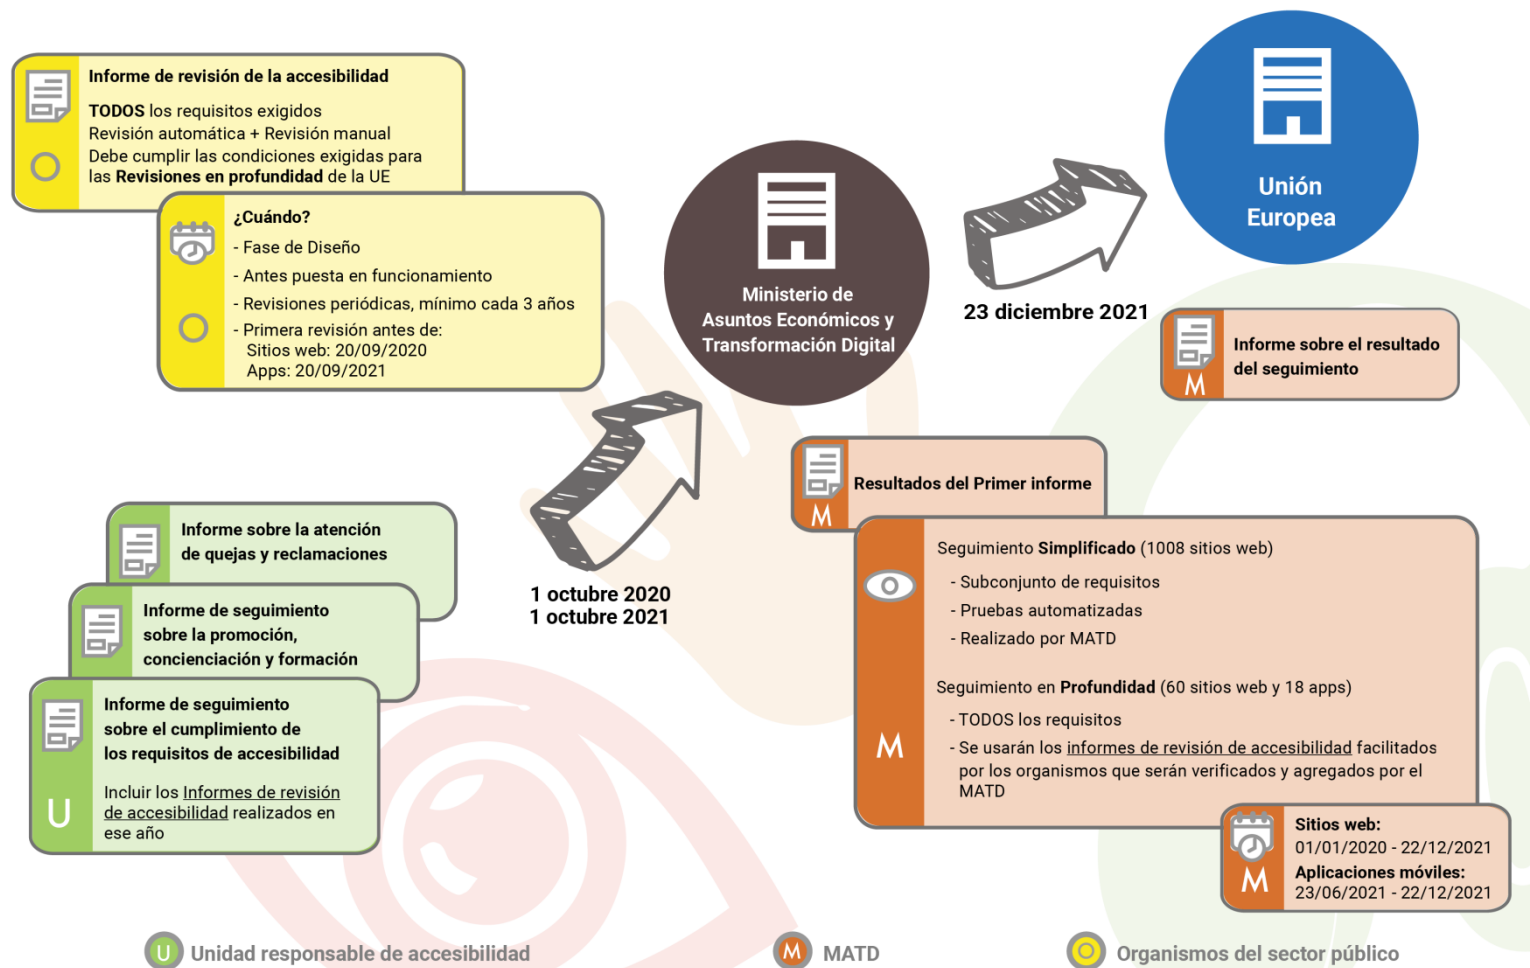 Informe de revisión de la accesibilidad
TODOS los requisitos exigidos
Revisión automática + Revisión manual
Debe cumplir las condiciones exigidas para
las Revisiones en profundidad de la UE
O
¿Cuándo?
- Fase de Diseño
- Antes puesta en funcionamiento
- Revisiones periódicas, mínimo cada 3 años
- Primera revisión antes de:
Sitios web: 20/09/2020
Apps: 20/09/2021
O
Ministerio de
Asuntos Económicos y
Transformación Digital
Unión
Europea
23 diciembre 2021
Informe sobre el resultado
del seguimiento
M
1 octubre 2020
1 octubre 2021
Informe sobre la atención
de quejas y reclamaciones
Informe de seguimiento
sobre la promoción,
concienciación y formación
Informe de seguimiento
sobre el cumplimiento de
los requisitos de accesibilidad
Incluir los Informes de revisión
de accesibilidad realizados en
ese año
U
Resultados del Primer informe
M
Seguimiento Simplificado (1008 sitios web)
- Subconjunto de requisitos
- Pruebas automatizadas
- Realizado por MATD
Seguimiento en Profundidad (60 sitios web y 18 apps)
- TODOS los requisitos
- Se usarán los informes de revisión de accesibilidad facilitados
por los organismos que serán verificados y agregados por el
MATD
M
Sitios web:
01/01/2020 - 22/12/2021
Aplicaciones móviles:
23/06/2021 - 22/12/2021
M
U Unidad responsable de accesibilidad
M MATD
O Organismos del sector público